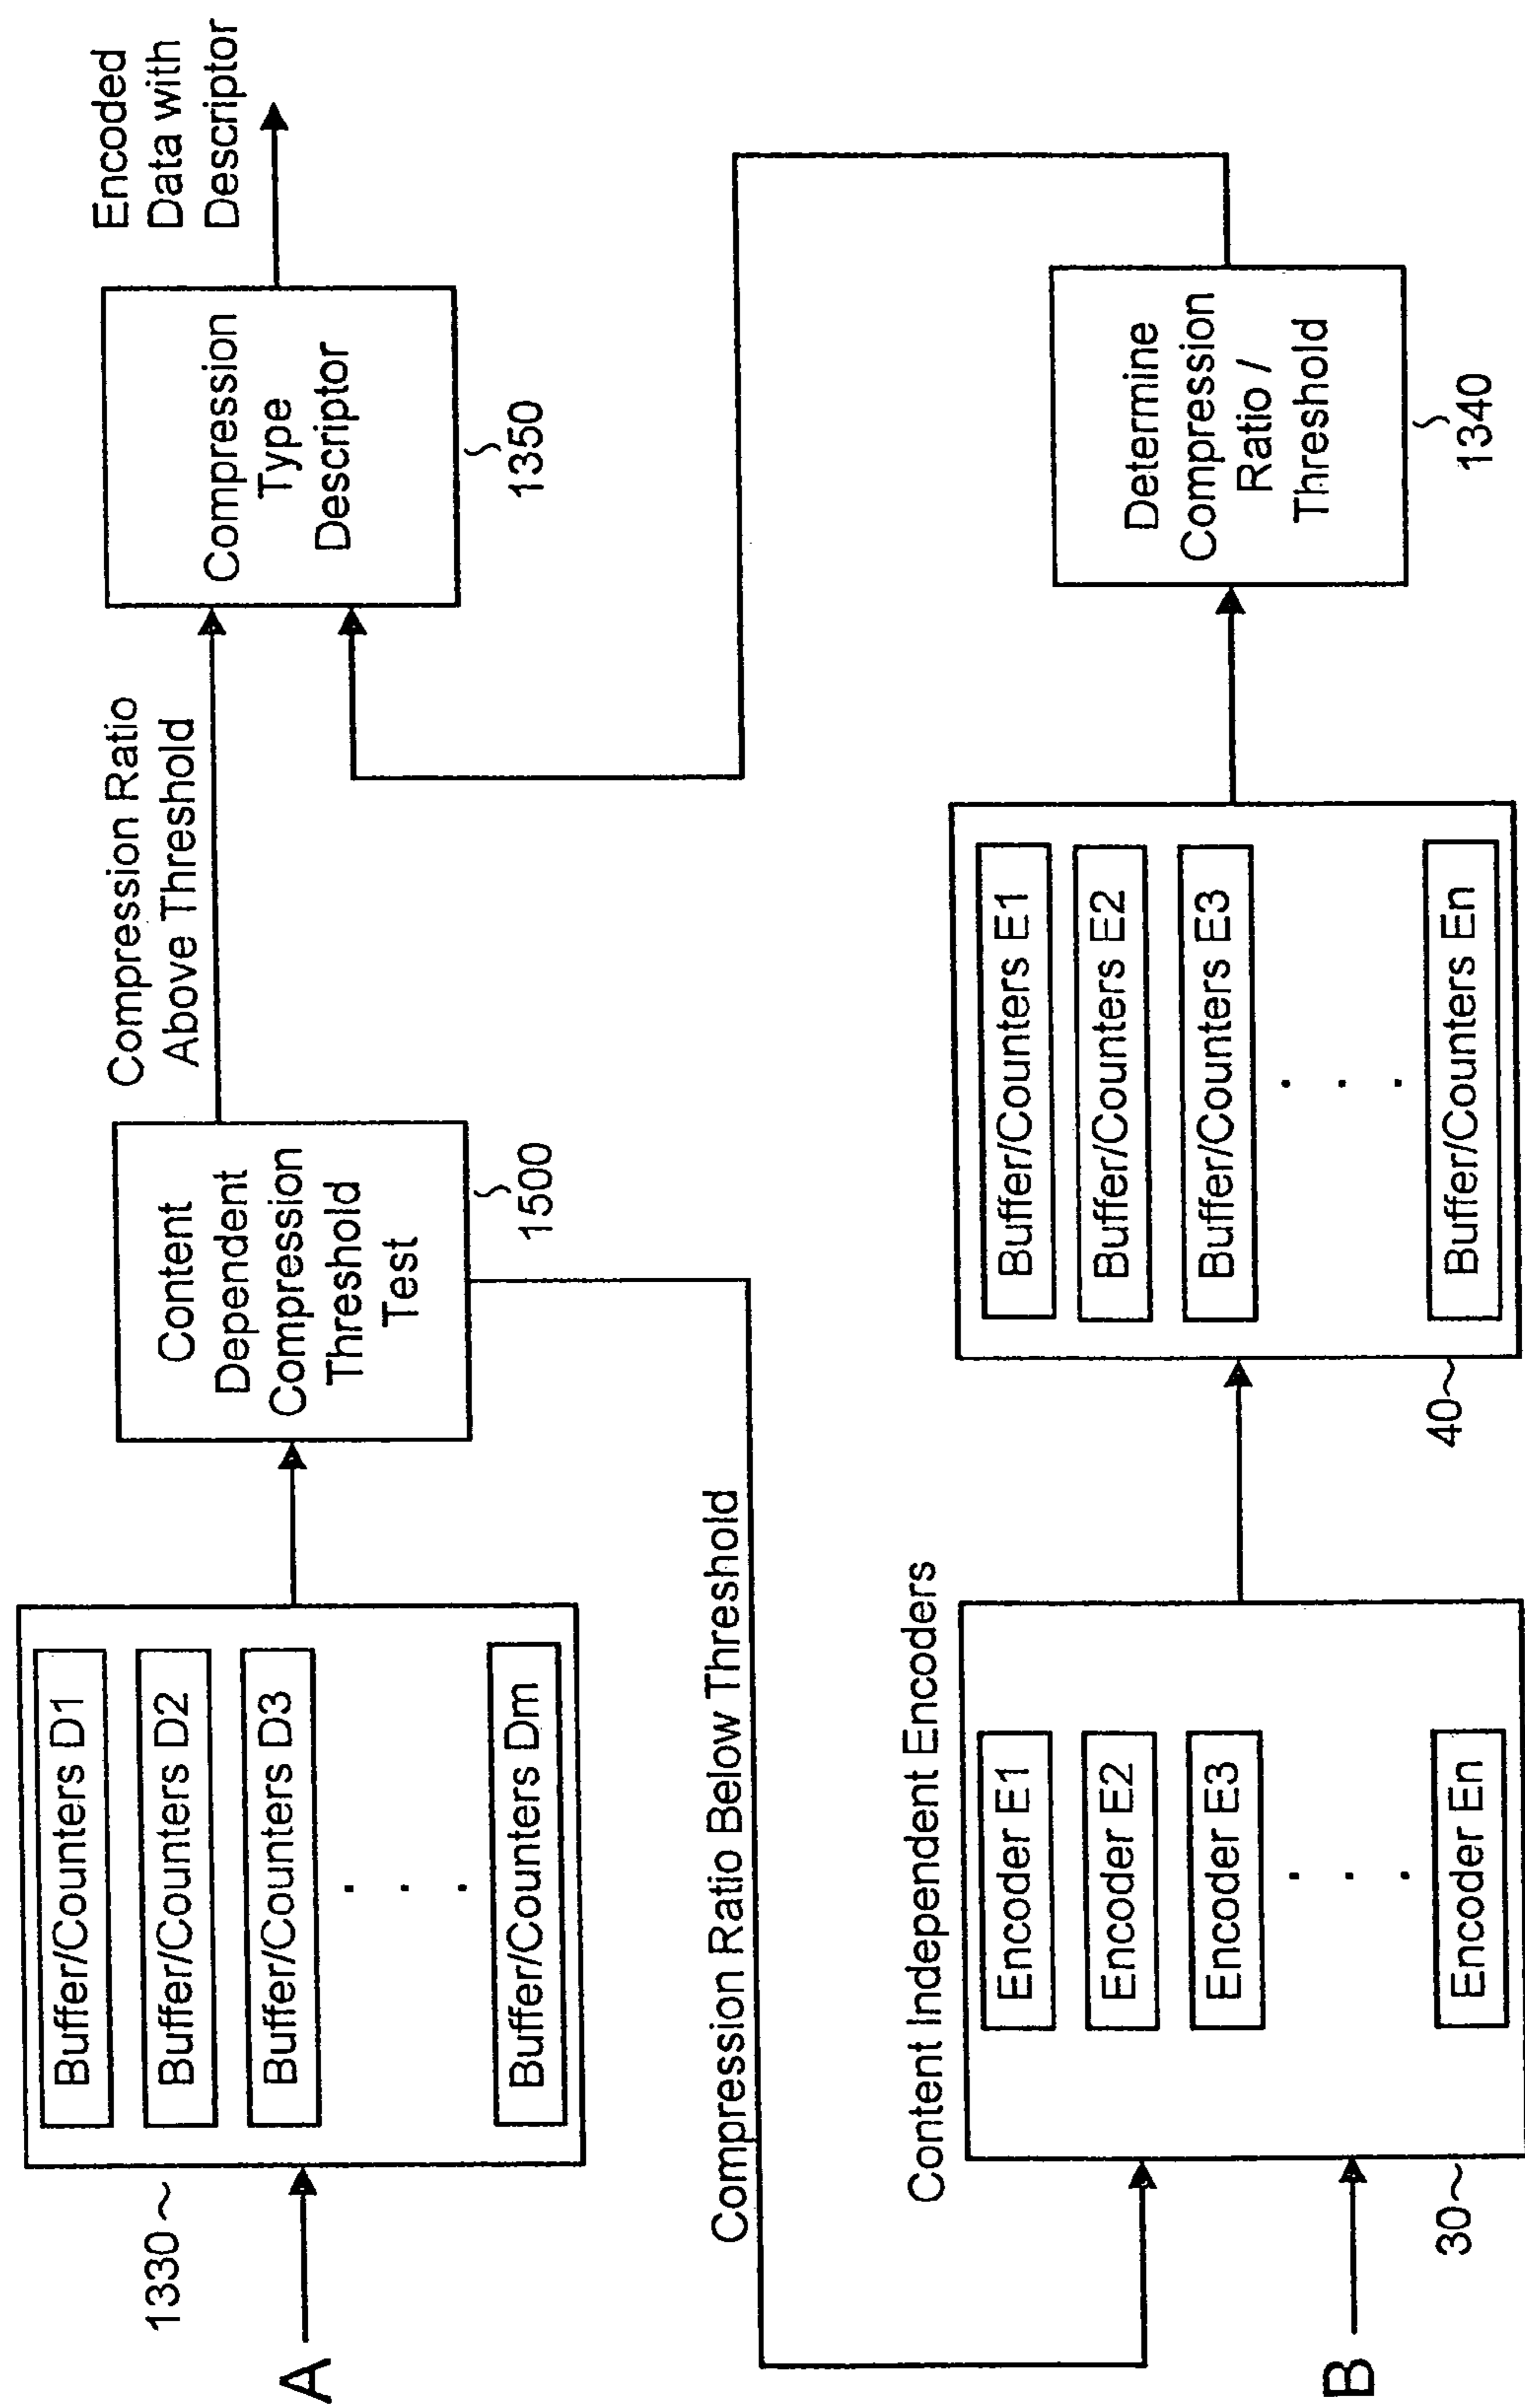 A
1330
Buffer/Counters D1
Buffer/Counters D2
Buffer/Counters D3
. . .
Buffer/Counters Dm
Content
Dependent
Compression
Threshold
Test
1500
Compression Ratio
Above Threshold
Compression
Type
Descriptor
1350
Encoded
Data with
Descriptor
Compression Ratio Below Threshold
B
Content Independent Encoders
Encoder E1
Encoder E2
Encoder E3
. . .
Encoder En
30
Buffer/Counters E1
Buffer/Counters E2
Buffer/Counters E3
. . .
Buffer/Counters En
40
Determine
Compression
Ratio /
Threshold
1340